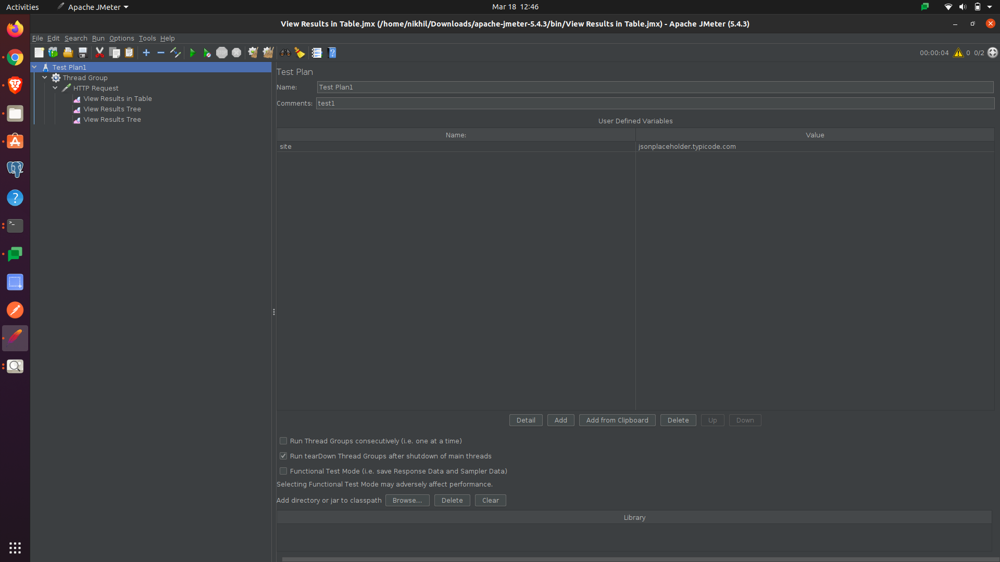 Activities
Apache JMeter
Mar 18 12:46
View Results in Table.jmx (/home/nikhil/Downloads/apache-jmeter-5.4.3/bin/View Results in Table.jmx) - Apache JMeter (5.4.3)
File Edit Search Run Options Tools Help
STOP
00:00:04 0 0/2
Test Plan1
Thread Group
HTTP Request
View Results in Table
View Results Tree
View Results Tree
Test Plan
Name: Test Plan1
Comments: test1
User Defined Variables
Name: Value
site jsonplaceholder.typicode.com
Detail Add Add from Clipboard Delete Up Down
Run Thread Groups consecutively (i.e. one at a time)
Run tearDown Thread Groups after shutdown of main threads
Functional Test Mode (i.e. save Response Data and Sampler Data)
Selecting Functional Test Mode may adversely affect performance.
Add directory or jar to classpath Browse... Delete Clear
Library